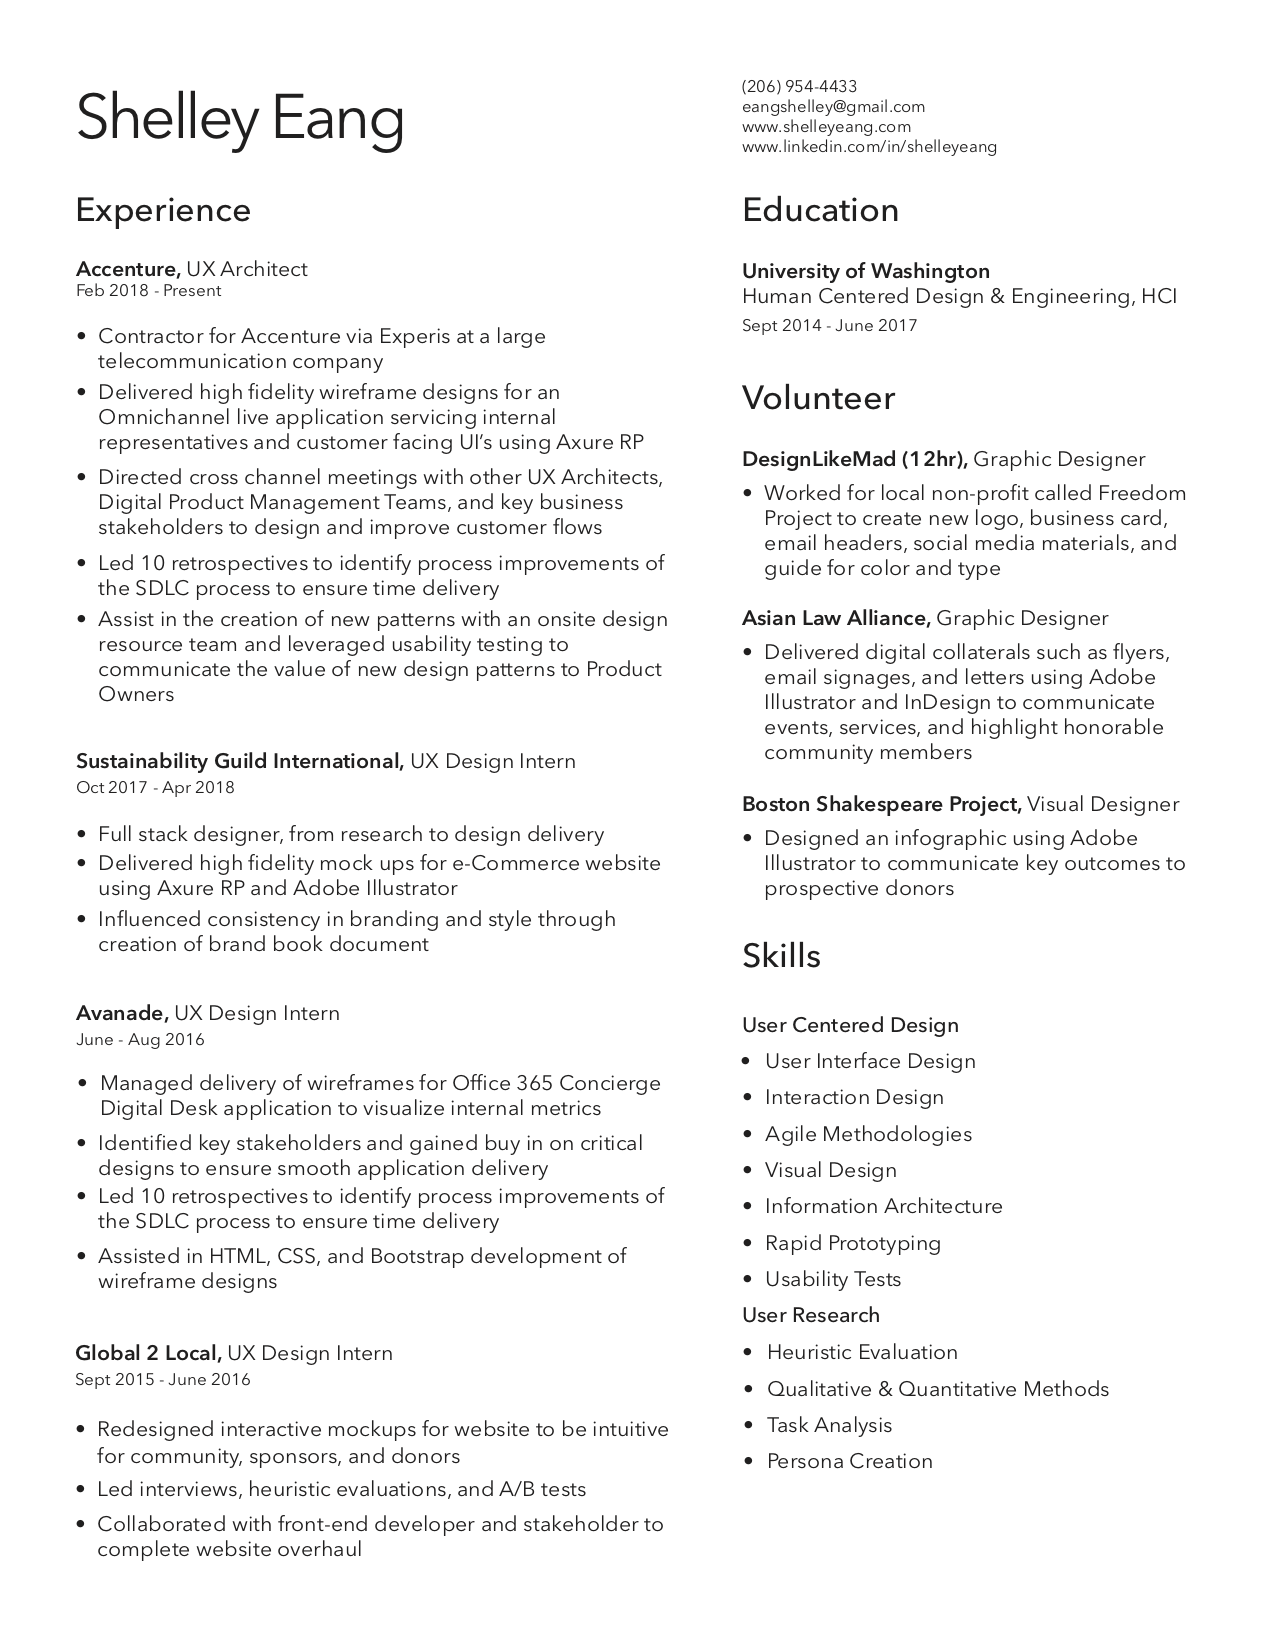 Shelley Eang
(206) 954-4433
eangshelley@gmail.com
www.shelleyeang.com
www.linkedin.com/in/shelleyeang
Experience
Accenture, UX Architect
Feb 2018 - Present
• Contractor for Accenture via Experis at a large
telecommunication company
• Delivered high fidelity wireframe designs for an
Omnichannel live application servicing internal
representatives and customer facing UI’s using Axure RP
• Directed cross channel meetings with other UX Architects,
Digital Product Management Teams, and key business
stakeholders to design and improve customer flows
• Led 10 retrospectives to identify process improvements of
the SDLC process to ensure time delivery
• Assist in the creation of new patterns with an onsite design
resource team and leveraged usability testing to
communicate the value of new design patterns to Product
Owners
Sustainability Guild International, UX Design Intern
Oct 2017 - Apr 2018
• Full stack designer, from research to design delivery
• Delivered high fidelity mock ups for e-Commerce website
using Axure RP and Adobe Illustrator
• Influenced consistency in branding and style through
creation of brand book document
Avanade, UX Design Intern
June - Aug 2016
• Managed delivery of wireframes for Office 365 Concierge
Digital Desk application to visualize internal metrics
• Identified key stakeholders and gained buy in on critical
designs to ensure smooth application delivery
• Led 10 retrospectives to identify process improvements of
the SDLC process to ensure time delivery
• Assisted in HTML, CSS, and Bootstrap development of
wireframe designs
Global 2 Local, UX Design Intern
Sept 2015 - June 2016
• Redesigned interactive mockups for website to be intuitive
for community, sponsors, and donors
• Led interviews, heuristic evaluations, and A/B tests
• Collaborated with front-end developer and stakeholder to
complete website overhaul
Education
University of Washington
Human Centered Design & Engineering, HCI
Sept 2014 - June 2017
Volunteer
DesignLikeMad (12hr), Graphic Designer
• Worked for local non-profit called Freedom
Project to create new logo, business card,
email headers, social media materials, and
guide for color and type
Asian Law Alliance, Graphic Designer
• Delivered digital collaterals such as flyers,
email signages, and letters using Adobe
Illustrator and InDesign to communicate
events, services, and highlight honorable
community members
Boston Shakespeare Project, Visual Designer
• Designed an infographic using Adobe
Illustrator to communicate key outcomes to
prospective donors
Skills
User Centered Design
• User Interface Design
• Interaction Design
• Agile Methodologies
• Visual Design
• Information Architecture
• Rapid Prototyping
• Usability Tests
User Research
• Heuristic Evaluation
• Qualitative & Quantitative Methods
• Task Analysis
• Persona Creation